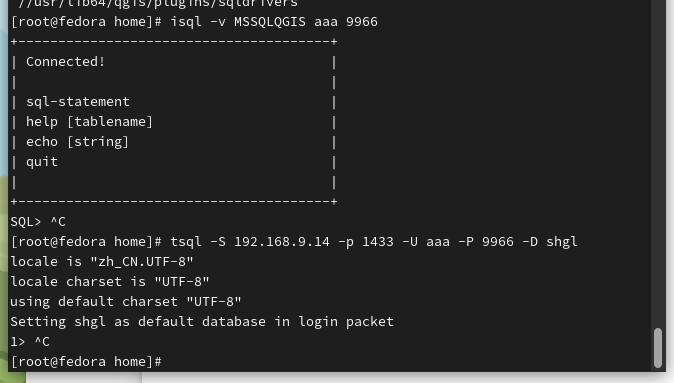 //usr/lib64/qgis/plugins/sqldrivers
[root@fedora home]# isql -v MSSQLQGIS aaa 9966
+---------------------------------------+
| Connected!                            |
|                                       |
| sql-statement                         |
| help [tablename]                      |
| echo [string]                         |
| quit                                  |
|                                       |
+---------------------------------------+
SQL> ^C
[root@fedora home]# tsql -S 192.168.9.14 -p 1433 -U aaa -P 9966 -D shgl
locale is "zh_CN.UTF-8"
locale charset is "UTF-8"
using default charset "UTF-8"
Setting shgl as default database in login packet
1> ^C
[root@fedora home]#